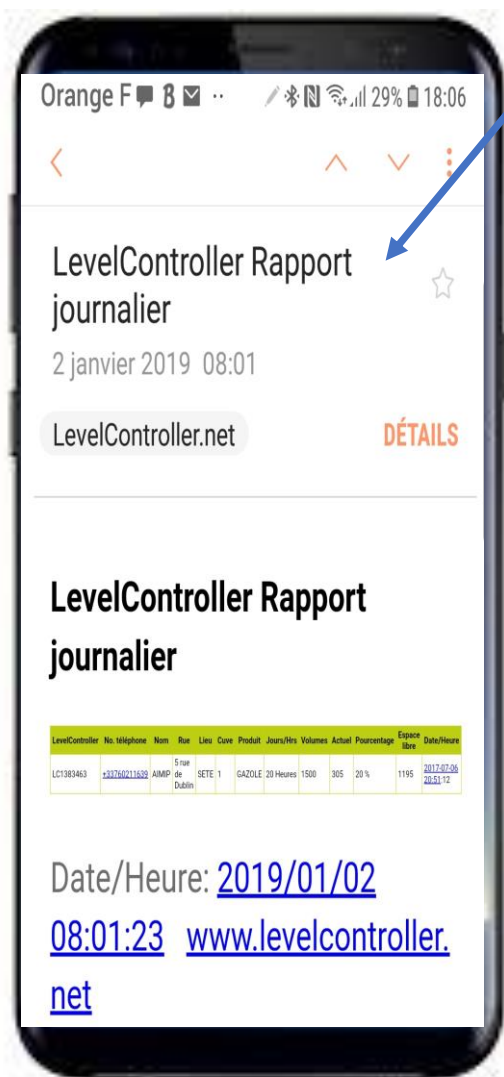 Orange F 29% 18:06
LevelController Rapport
journalier
2 janvier 2019 08:01
LevelController.net DÉTAILS
LevelController Rapport
journalier
LevelController No. téléphone Nom Rue Lieu Cuve Produit Jours/Hrs Volumes Actuel Pourcentage Espace libre Date/Heure
LC1383463 +33760211639 AIMIP 5 rue de Dublin SETE 1 GAZOLE 20 Heures 1500 305 20 % 1195 2017-07-06 20:51:12
Date/Heure: 2019/01/02
08:01:23 www.levelcontroller.
net